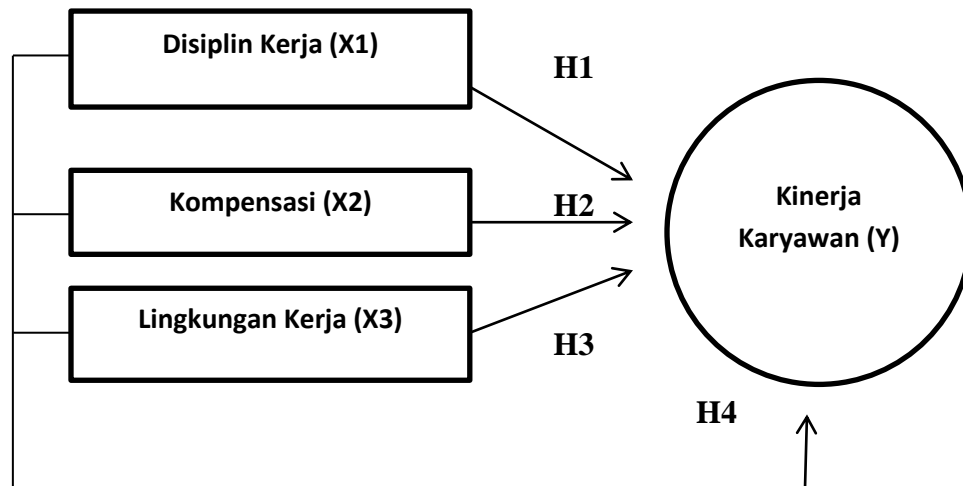 Disiplin Kerja (X1)
H1
Kompensasi (X2)
H2
Kinerja
Karyawan (Y)
Lingkungan Kerja (X3)
H3
H4